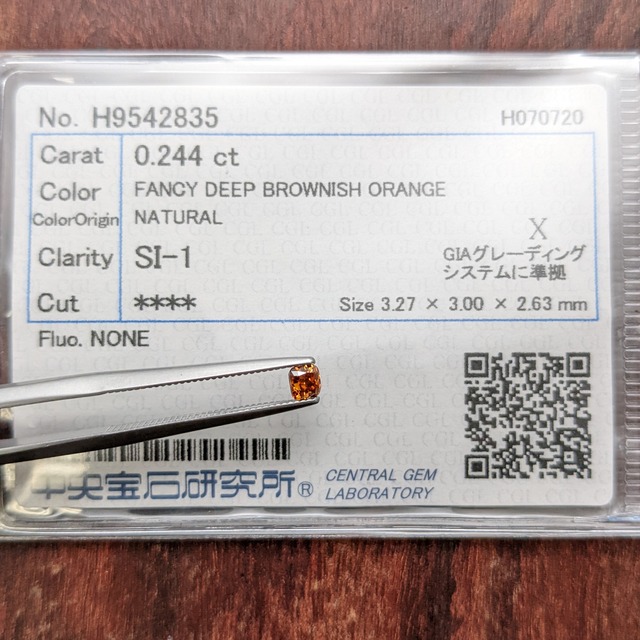 No. H9542835 H070720
Carat 0.244 ct
Color FANCY DEEP BROWNISH ORANGE
ColorOrigin NATURAL
Clarity SI-1
X
GIAグレーディング
システムに準拠
Cut **** Size 3.27 × 3.00 × 2.63 mm
Fluo. NONE
中央宝石研究所® CENTRAL GEM
LABORATORY